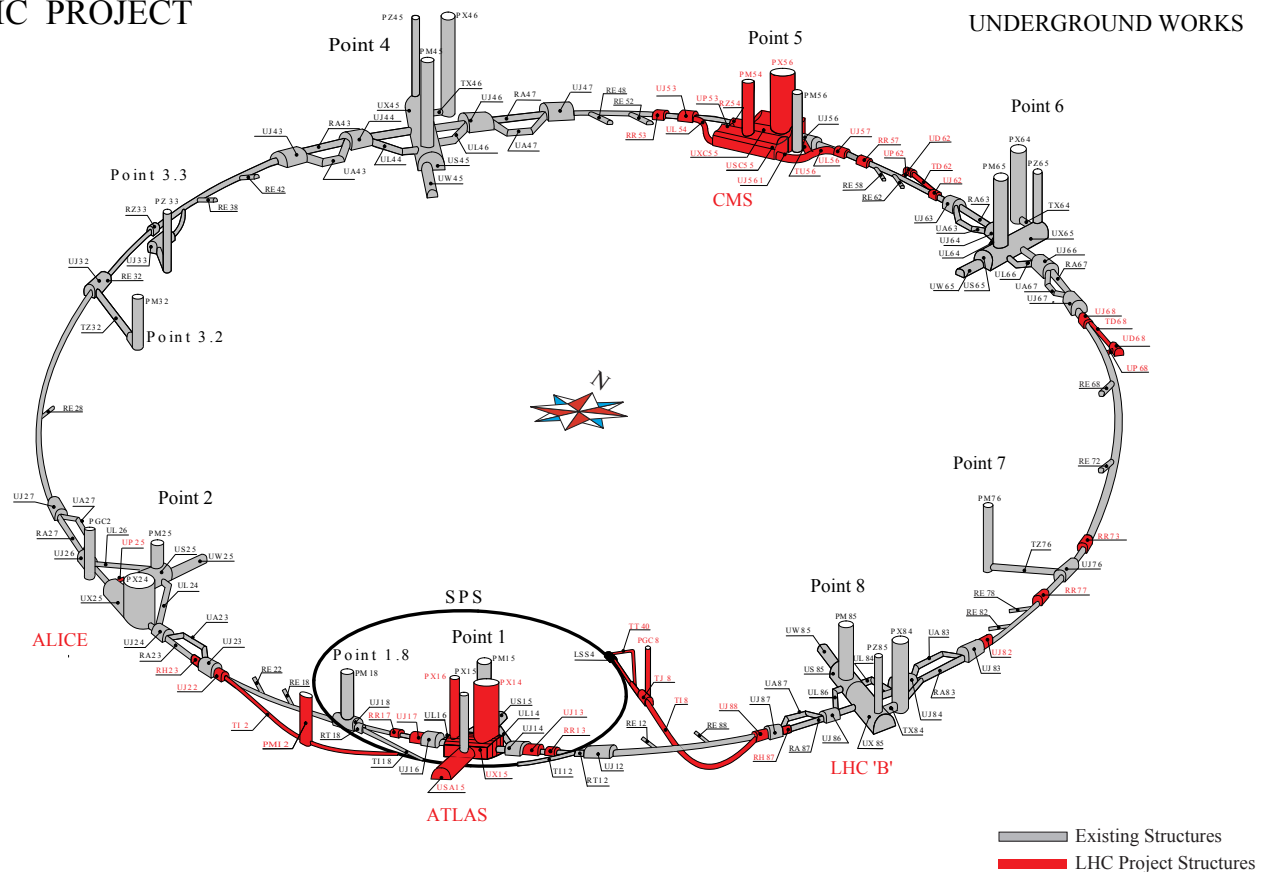 IC PROJECT
UNDERGROUND WORKS
PZ45
PX46
Point 4
PM45
TX46
UX45
UJ46
RA47
UJ47
RE48
RE52
UJ43
RA43
UJ44
UL44
UA43
UL46
UA47
US45
UW45
Point 5
PX56
PM54
UJ53
UP53
RZ54
PM56
RR53
UL54
UJ56
UJ57
RR57
UXC55
USC55
UJ561
TU56
UL56
CMS
RE58
RE62
UD62
UP62
TD62
UJ62
Point 6
PX64
PM65
PZ65
RA63
TX64
UJ63
UA63
UJ64
UL64
UX65
UJ66
RA67
UW65
US65
UL66
UA67
UJ67
UJ68
TD68
UD68
UP68
RE68
RE72
Point 3.3
RE42
RE38
RZ33
PZ33
UJ33
UJ32
RE32
PM32
TZ32
Point 3.2
RE28
N
Point 7
PM76
RR73
TZ76
UJ76
RR77
RE78
RE82
Point 2
UJ27
UA27
PGC2
UL26
UP25
PM25
US25
UW25
RA27
UJ26
PX24
UX25
UL24
UA23
UJ24
RA23
UJ23
RH23
UJ22
RE22
RE18
ALICE
TI2
PM12
SPS
Point 1
Point 1.8
PM18
PX16
PX15
PM15
PX14
UJ18
RR17
UJ17
UL16
US15
UL14
UJ14
UJ13
RR13
RT18
TI18
UJ16
UX15
USA15
TI12
RT12
UJ12
ATLAS
LSS4
TT40
PGC8
TJ8
TI8
RE12
RE88
Point 8
PM85
PX84
PZ85
UW85
US85
UL84
UA83
UJ82
UJ83
RA83
UJ84
TX84
UX85
UL86
UA87
UJ87
UJ88
RH87
RA87
UJ86
LHC 'B'
Existing Structures
LHC Project Structures